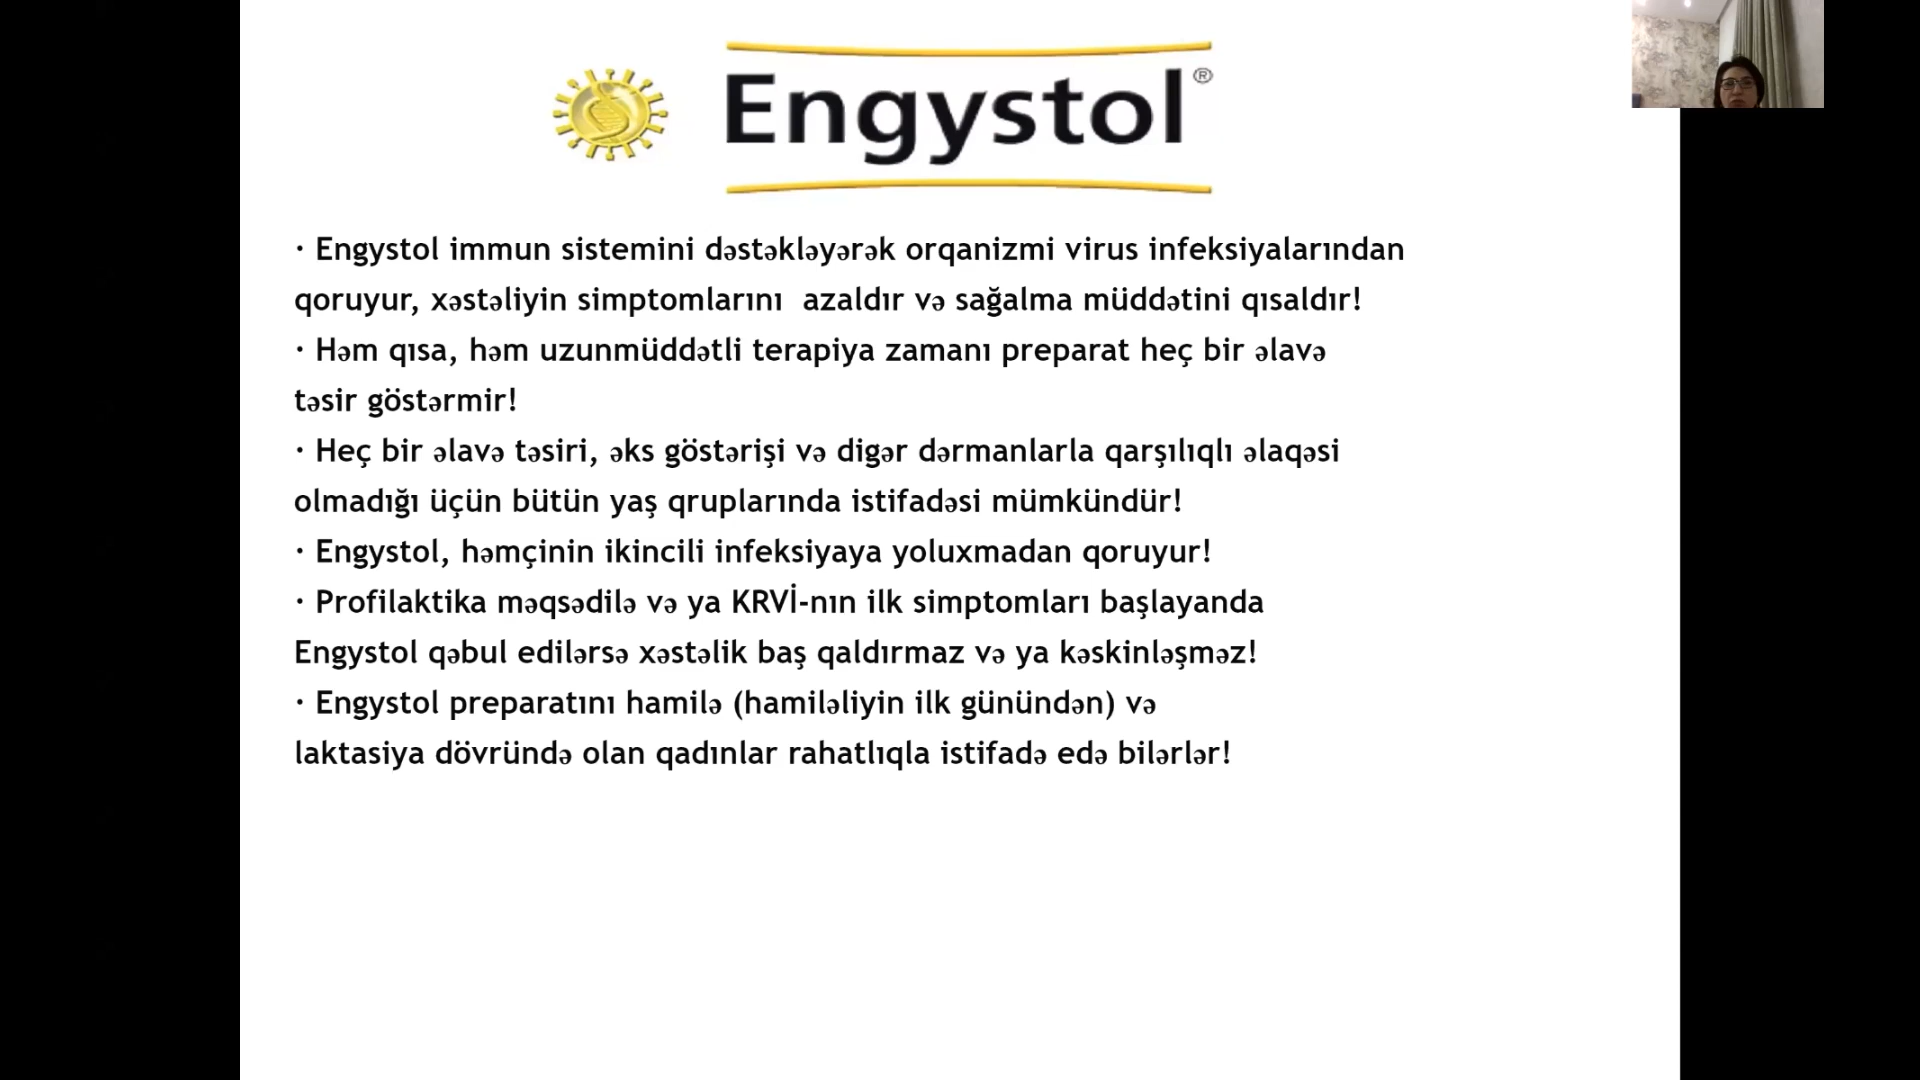 Engystol®
· Engystol immun sistemini dəstəkləyərək orqanizmi virus infeksiyalarından
qoruyur, xəstəliyin simptomlarını  azaldır və sağalma müddətini qısaldır!
· Həm qısa, həm uzunmüddətli terapiya zamanı preparat heç bir əlavə
təsir göstərmir!
· Heç bir əlavə təsiri, əks göstərişi və digər dərmanlarla qarşılıqlı əlaqəsi
olmadığı üçün bütün yaş qruplarında istifadəsi mümkündür!
· Engystol, həmçinin ikincili infeksiyaya yoluxmadan qoruyur!
· Profilaktika məqsədilə və ya KRVİ-nın ilk simptomları başlayanda
Engystol qəbul edilərsə xəstəlik baş qaldırmaz və ya kəskinləşməz!
· Engystol preparatını hamilə (hamiləliyin ilk günündən) və
laktasiya dövründə olan qadınlar rahatlıqla istifadə edə bilərlər!